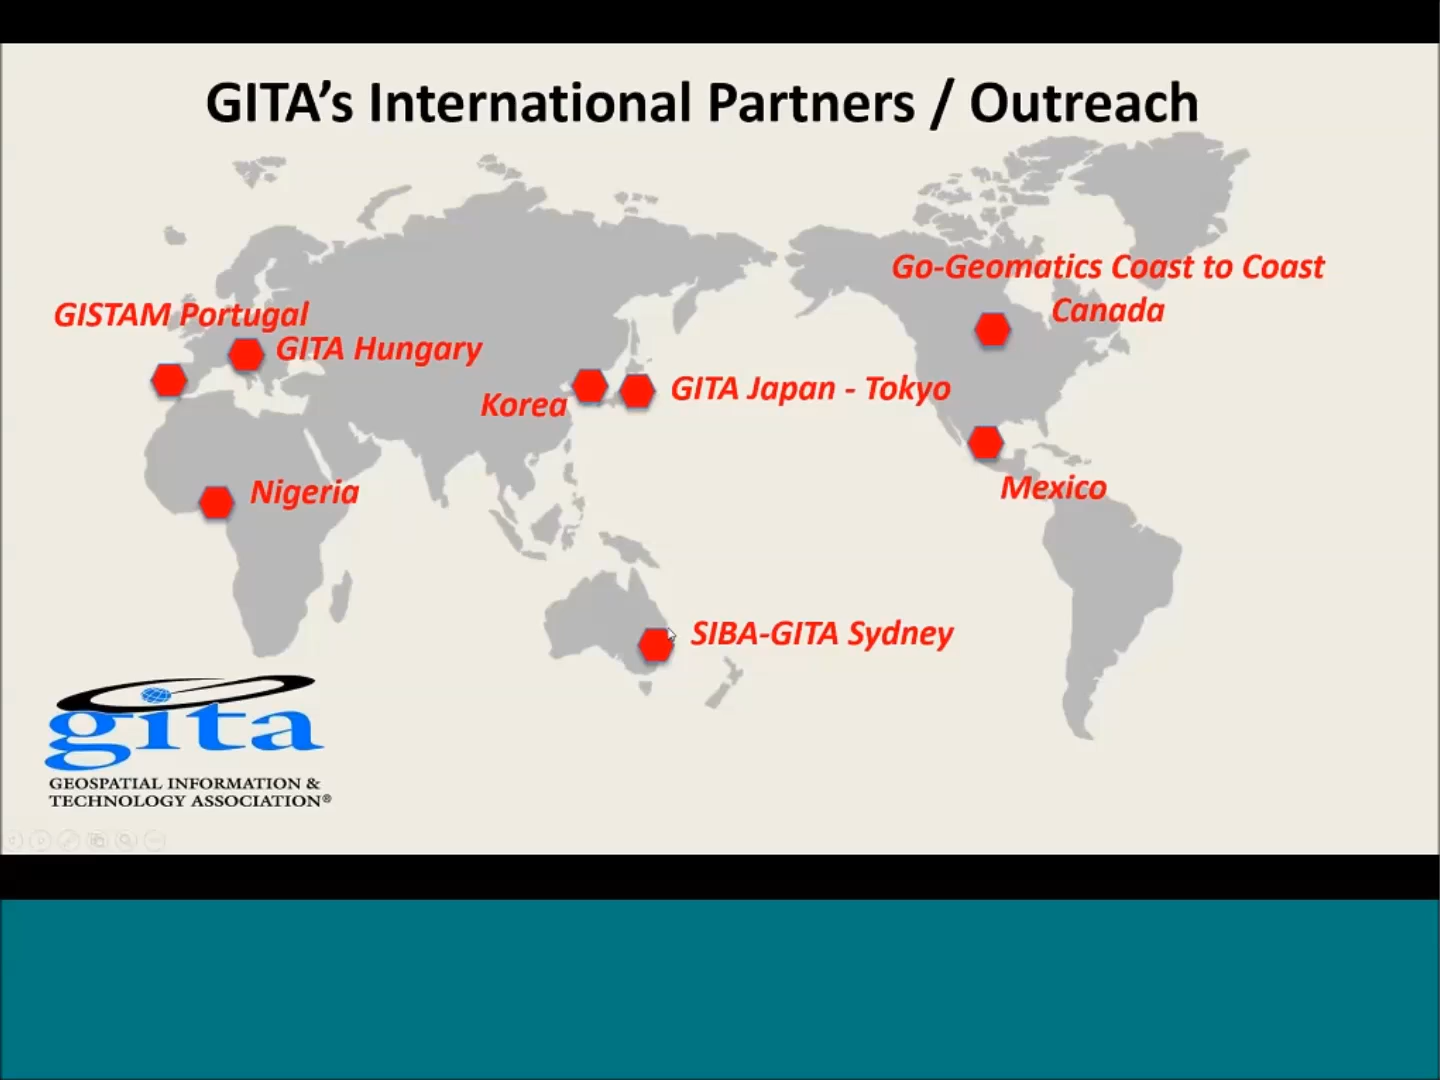 GITA’s International Partners / Outreach
Go-Geomatics Coast to Coast
Canada
GISTAM Portugal
GITA Hungary
Korea
GITA Japan - Tokyo
Nigeria
Mexico
SIBA-GITA Sydney
gita
GEOSPATIAL INFORMATION &
TECHNOLOGY ASSOCIATION®